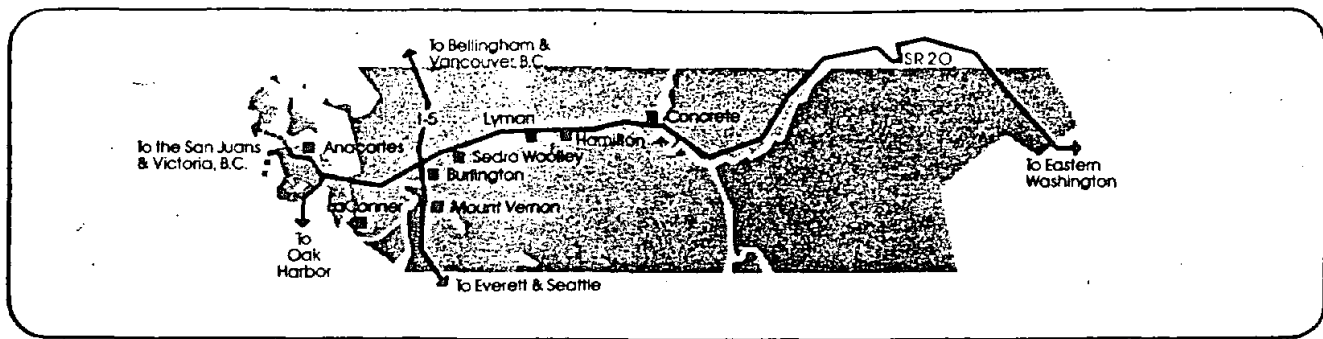 To Bellingham &
Vancouver, B.C.
SR 20
I-5
Lyman
Concrete
Hamilton
To the San Juans
& Victoria, B.C.
Anacortes
Sedro Woolley
Burlington
To Eastern
Washington
LaConner
Mount Vernon
To
Oak
Harbor
To Everett & Seattle